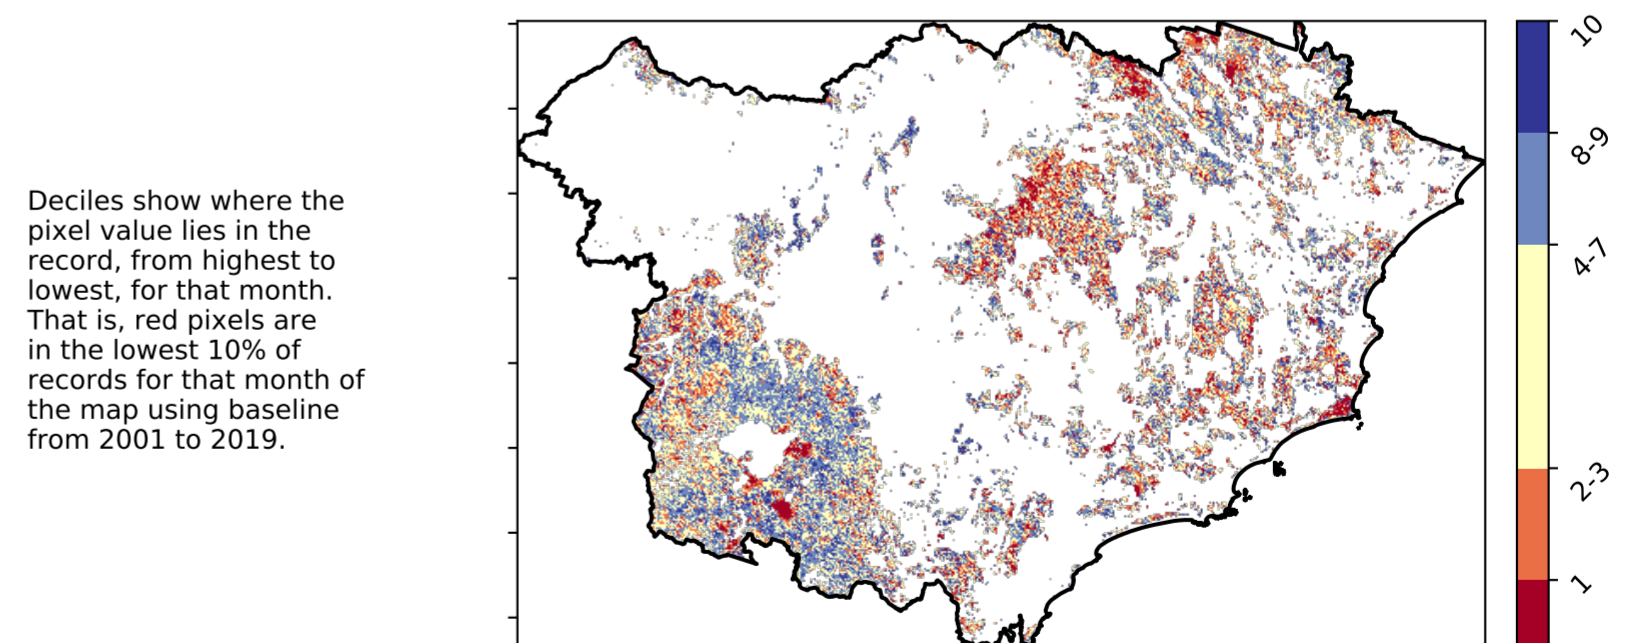 Deciles show where the
pixel value lies in the
record, from highest to
lowest, for that month.
That is, red pixels are
in the lowest 10% of
records for that month of
the map using baseline
from 2001 to 2019.
10
8-9
4-7
2-3
1